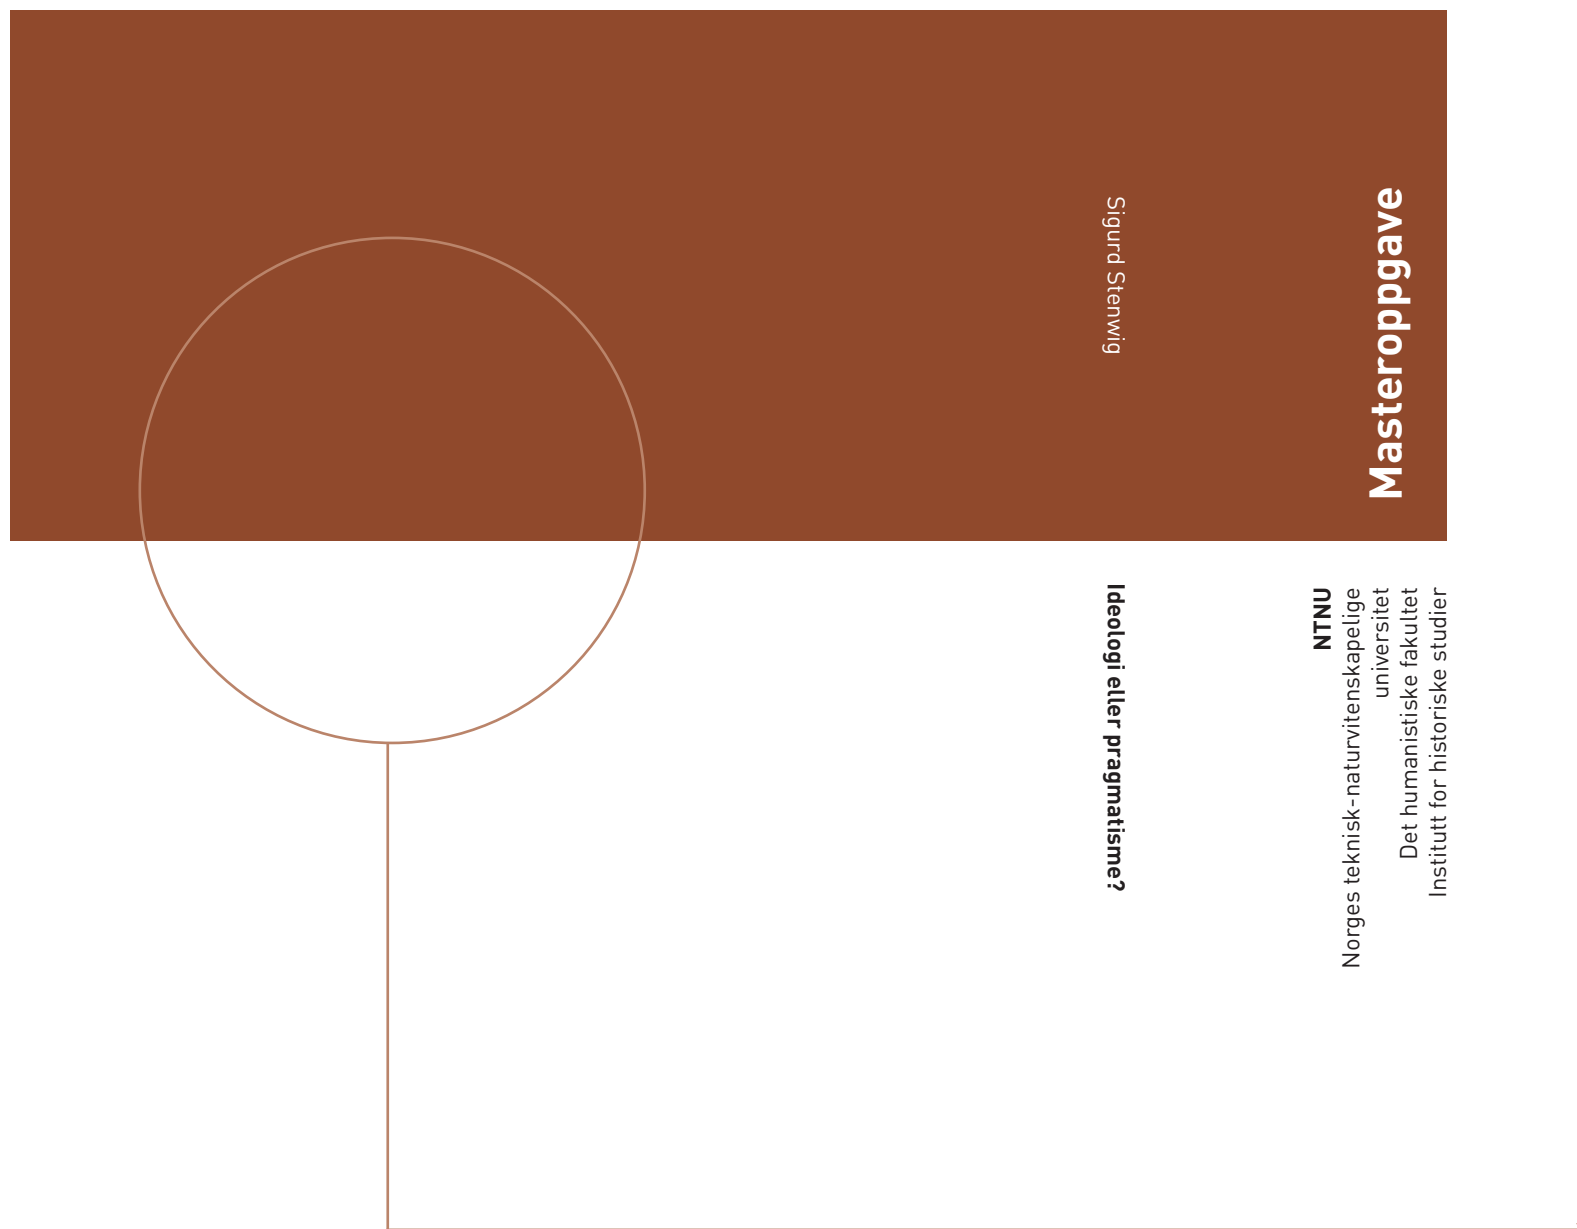 Sigurd Stenwig
Ideologi eller pragmatisme?
Masteroppgave
NTNU
Norges teknisk-naturvitenskapelige
universitet
Det humanistiske fakultet
Institutt for historiske studier